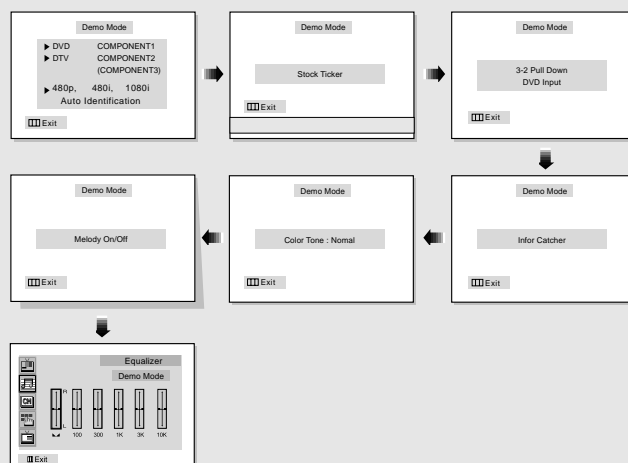 Demo Mode
DVD COMPONENT1
DTV COMPONENT2
(COMPONENT3)
480p, 480i, 1080i
Auto Identification
Exit
Demo Mode
Stock Ticker
Exit
Demo Mode
3-2 Pull Down
DVD Input
Exit
Demo Mode
Infor Catcher
Exit
Demo Mode
Color Tone : Nomal
Exit
Demo Mode
Melody On/Off
Exit
Equalizer
Demo Mode
CH
R
L
100 300 1K 3K 10K
Exit